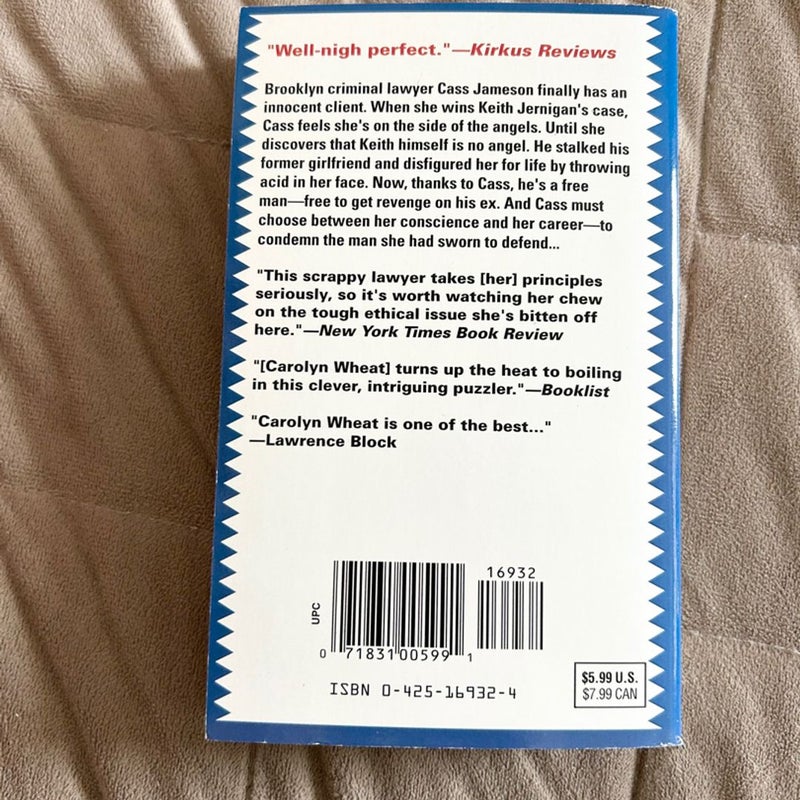 "Well-nigh perfect."—Kirkus Reviews
Brooklyn criminal lawyer Cass Jameson finally has an
innocent client. When she wins Keith Jernigan's case,
Cass feels she's on the side of the angels. Until she
discovers that Keith himself is no angel. He stalked his
former girlfriend and disfigured her for life by throwing
acid in her face. Now, thanks to Cass, he's a free
man—free to get revenge on his ex. And Cass must
choose between her conscience and her career—to
condemn the man she had sworn to defend...
"This scrappy lawyer takes [her] principles
seriously, so it's worth watching her chew
on the tough ethical issue she's bitten off
here."—New York Times Book Review
"[Carolyn Wheat] turns up the heat to boiling
in this clever, intriguing puzzler."—Booklist
"Carolyn Wheat is one of the best..."
—Lawrence Block
16932
UPC
0 71831 00599 1
ISBN 0-425-16932-4
$5.99 U.S.
$7.99 CAN